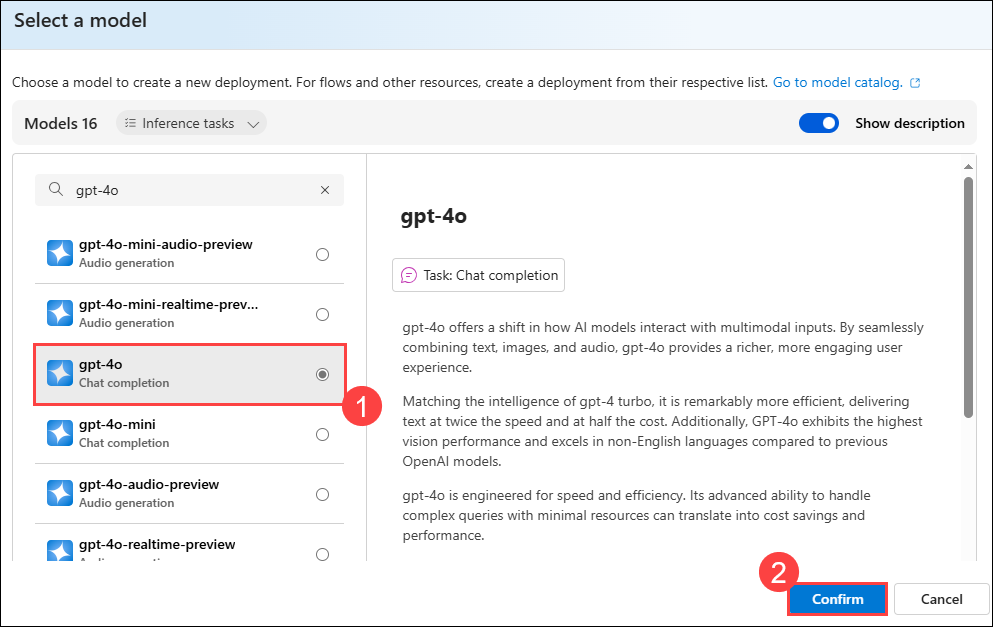 Select a model
Choose a model to create a new deployment. For flows and other resources, create a deployment from their respective list. Go to model catalog.
Models 16
Inference tasks
Show description
gpt-4o
gpt-4o-mini-audio-preview
Audio generation
gpt-4o-mini-realtime-prev...
Audio generation
gpt-4o
Chat completion
1
gpt-4o-mini
Chat completion
gpt-4o-audio-preview
Audio generation
gpt-4o-realtime-preview
gpt-4o
Task: Chat completion
gpt-4o offers a shift in how AI models interact with multimodal inputs. By seamlessly
combining text, images, and audio, gpt-4o provides a richer, more engaging user
experience.
Matching the intelligence of gpt-4 turbo, it is remarkably more efficient, delivering
text at twice the speed and at half the cost. Additionally, GPT-4o exhibits the highest
vision performance and excels in non-English languages compared to previous
OpenAI models.
gpt-4o is engineered for speed and efficiency. Its advanced ability to handle
complex queries with minimal resources can translate into cost savings and
performance.
2
Confirm
Cancel